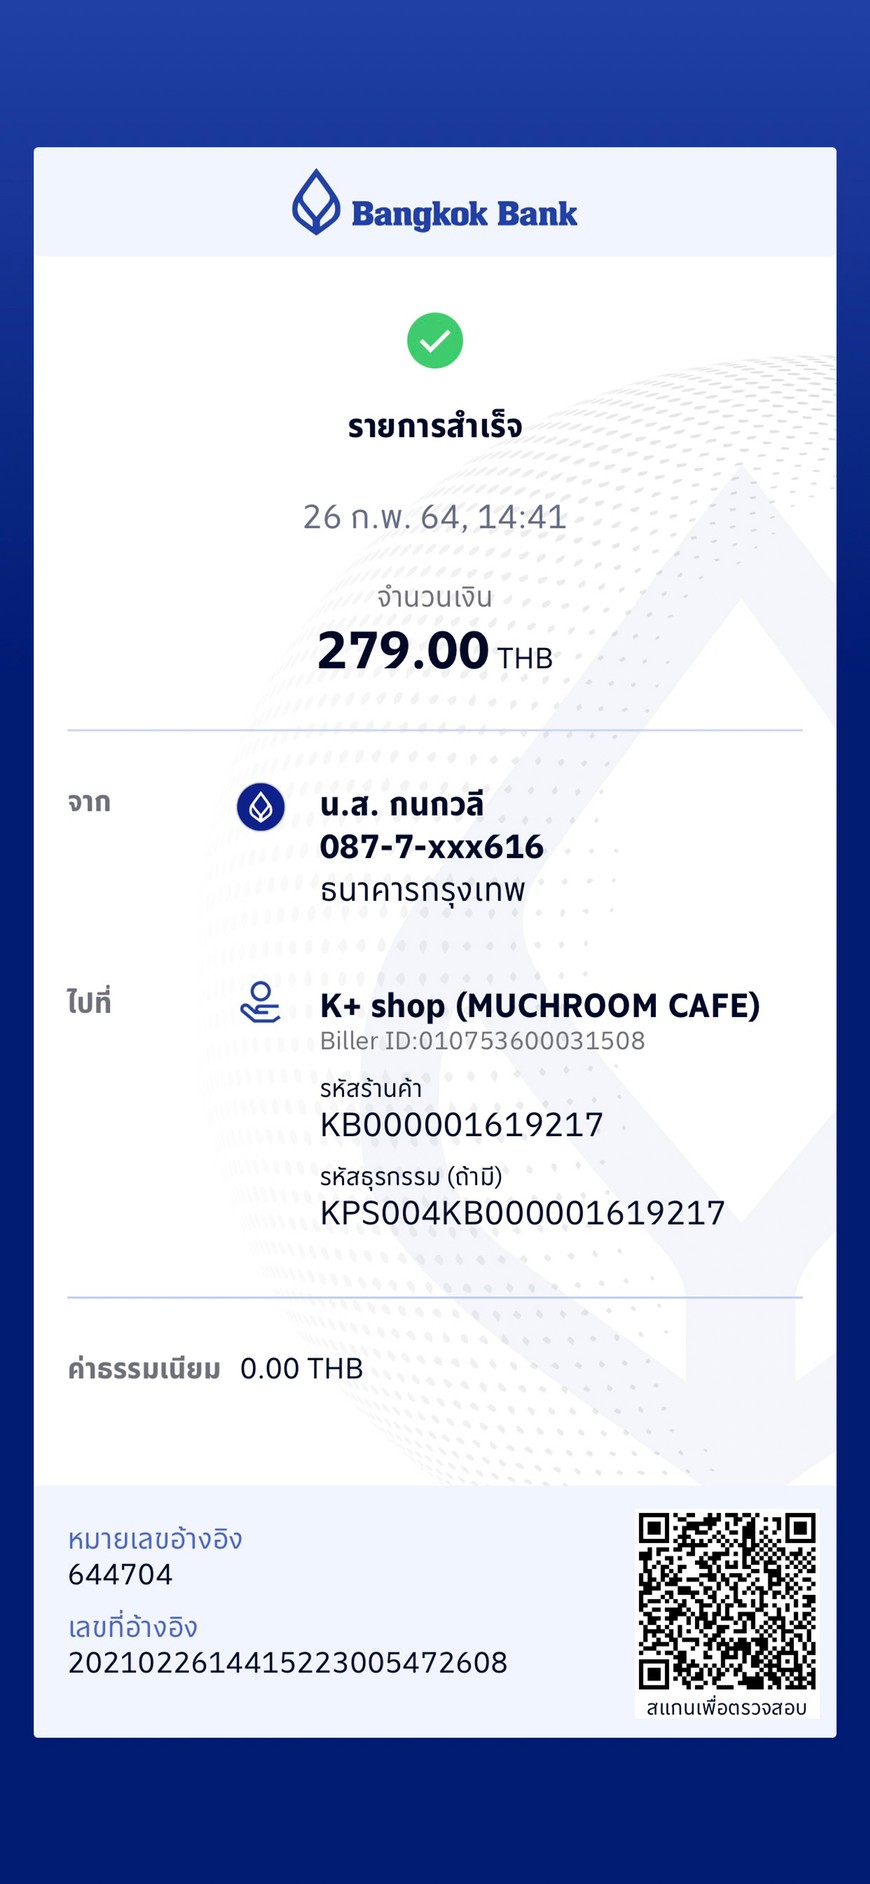 Bangkok Bank
รายการสำเร็จ
26 ก.พ. 64, 14:41
จำนวนเงิน
279.00 THB
จาก
น.ส. กนกวลี
087-7-xxx616
ธนาคารกรุงเทพ
ไปที่
K+ shop (MUCHROOM CAFE)
Biller ID:010753600031508
รหัสร้านค้า
KB000001619217
รหัสธุรกรรม (ถ้ามี)
KPS004KB000001619217
ค่าธรรมเนียม 0.00 THB
หมายเลขอ้างอิง
644704
เลขที่อ้างอิง
2021022614415223005472608
สแกนเพื่อตรวจสอบ